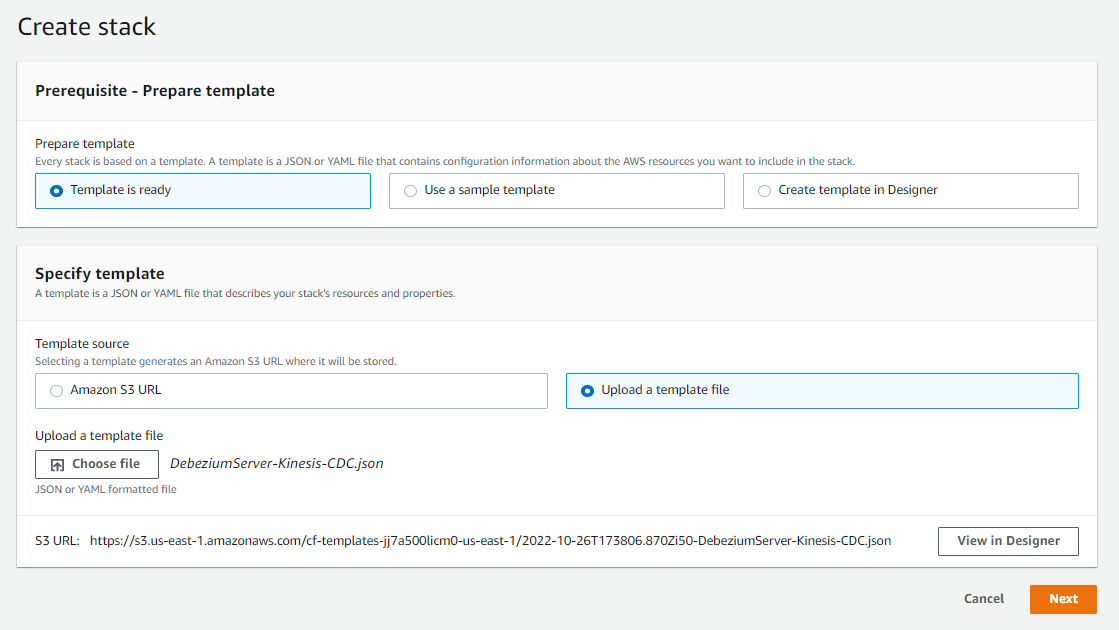 Create stack
Prerequisite - Prepare template
Prepare template
Every stack is based on a template. A template is a JSON or YAML file that contains configuration information about the AWS resources you want to include in the stack.
Template is ready
Use a sample template
Create template in Designer
Specify template
A template is a JSON or YAML file that describes your stack's resources and properties.
Template source
Selecting a template generates an Amazon S3 URL where it will be stored.
Amazon S3 URL
Upload a template file
Upload a template file
Choose file
DebeziumServer-Kinesis-CDC.json
JSON or YAML formatted file
S3 URL: https://s3.us-east-1.amazonaws.com/cf-templates-jj7a500licm0-us-east-1/2022-10-26T173806.870Zi50-DebeziumServer-Kinesis-CDC.json
View in Designer
Cancel
Next